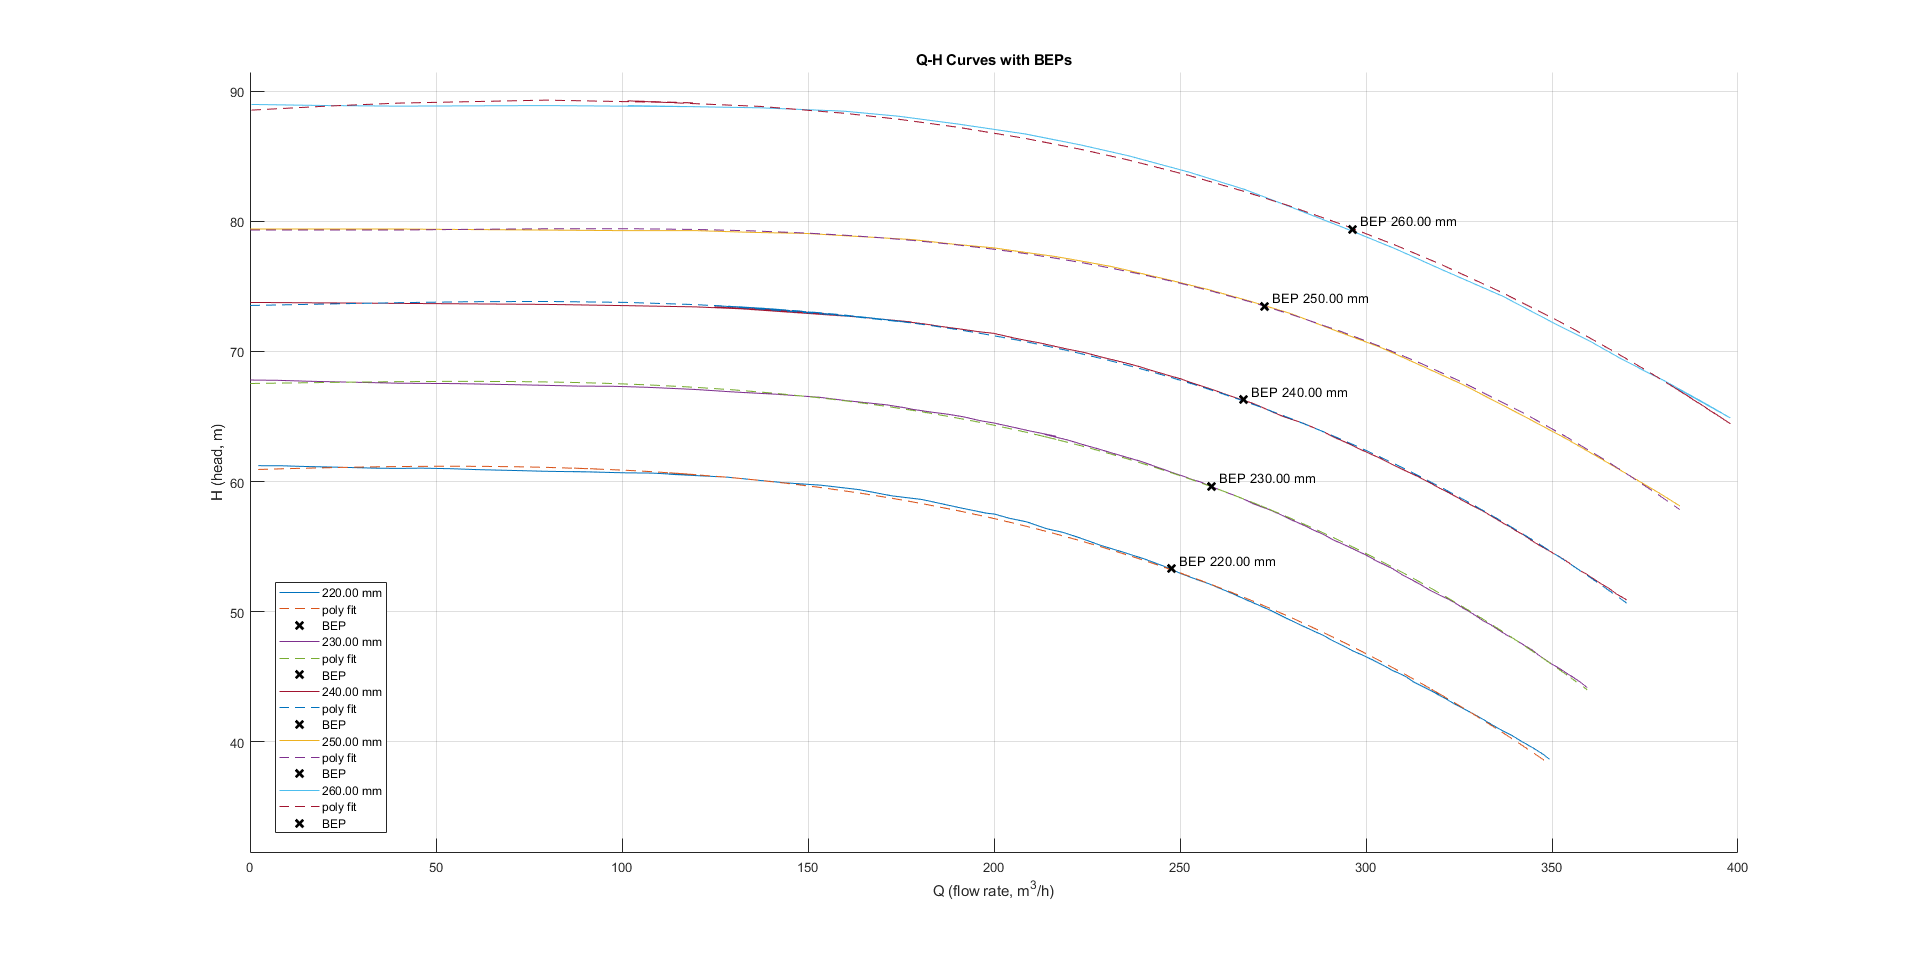 Q-H Curves with BEPs
90
80
70
60
50
40
H (head, m)
BEP 260.00 mm
BEP 250.00 mm
BEP 240.00 mm
BEP 230.00 mm
BEP 220.00 mm
220.00 mm
poly fit
BEP
230.00 mm
poly fit
BEP
240.00 mm
poly fit
BEP
250.00 mm
poly fit
BEP
260.00 mm
poly fit
BEP
0 50 100 150 200 250 300 350 400
Q (flow rate, m^3/h)